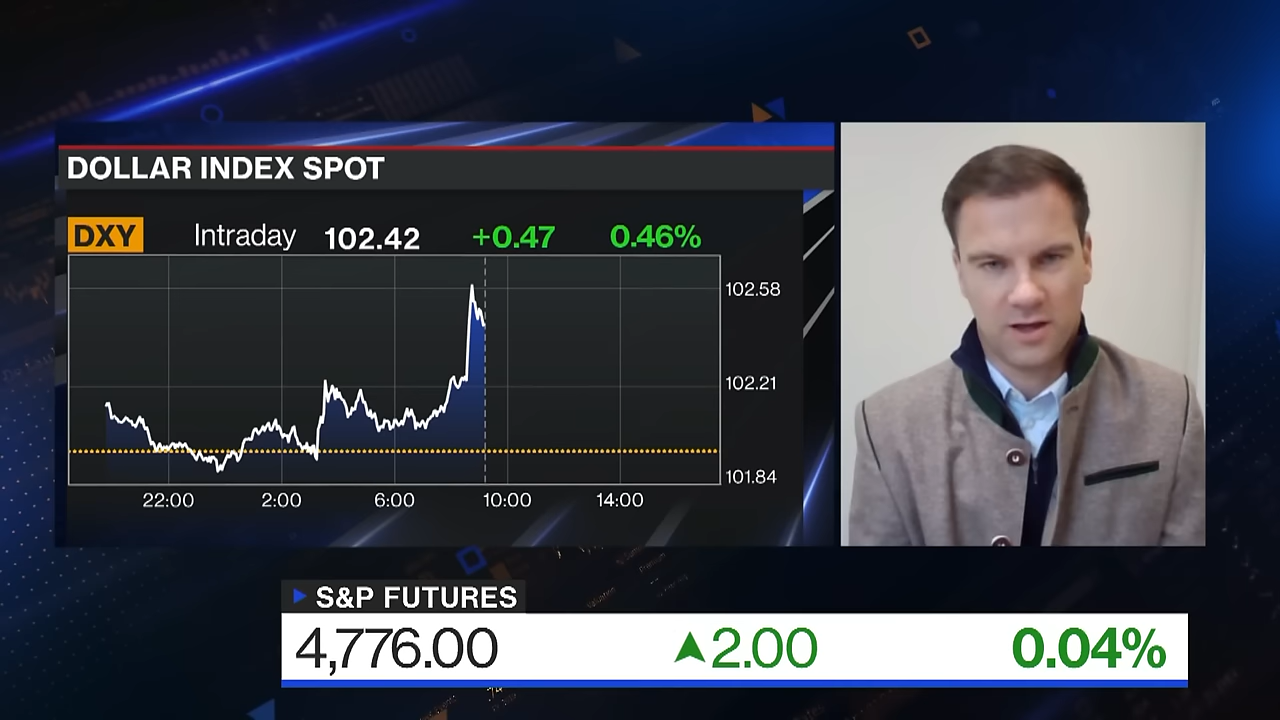 DOLLAR INDEX SPOT
DXY Intraday 102.42 +0.47 0.46%
102.58
102.21
101.84
22:00 2:00 6:00 10:00 14:00
S&P FUTURES
4,776.00 ▲2.00 0.04%